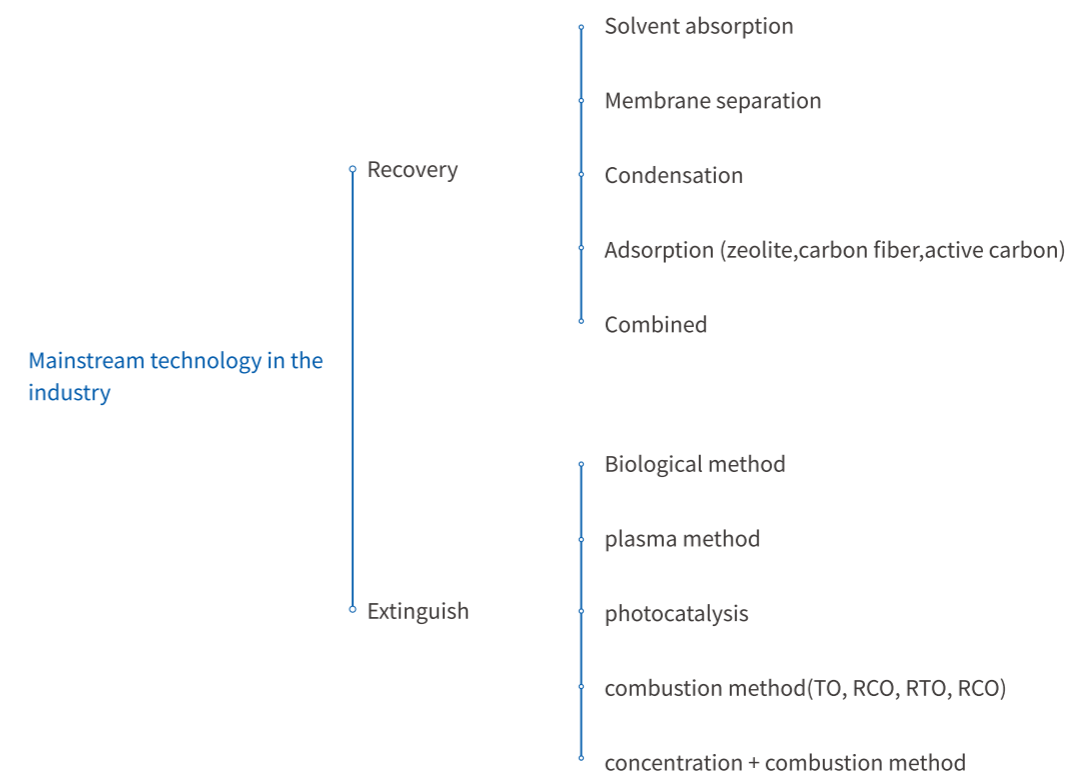 Mainstream technology in the
industry
Recovery
Solvent absorption
Membrane separation
Condensation
Adsorption (zeolite,carbon fiber,active carbon)
Combined
Extinguish
Biological method
plasma method
photocatalysis
combustion method(TO, RCO, RTO, RCO)
concentration + combustion method